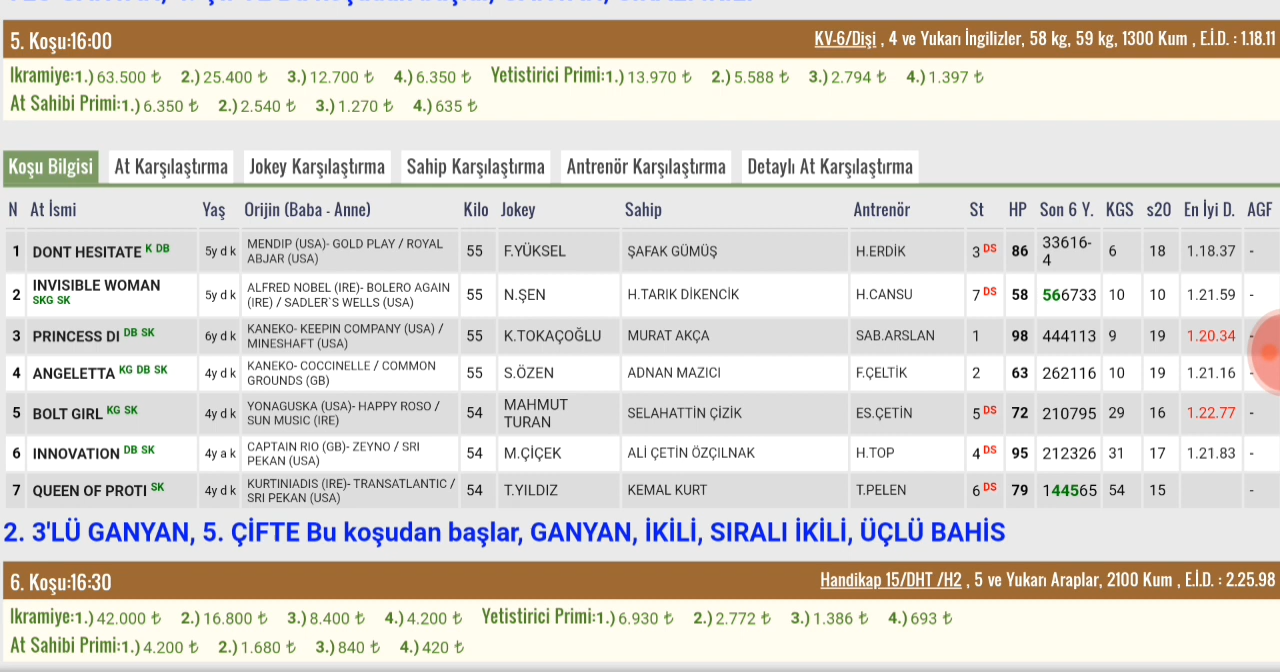 5. Koşu:16:00 KV-6/Dişi , 4 ve Yukarı İngilizler, 58 kg, 59 kg, 1300 Kum , E.İ.D. : 1.18.11
Ikramiye:1.) 63.500 ₺ 2.) 25.400 ₺ 3.) 12.700 ₺ 4.) 6.350 ₺ Yetistirici Primi:1.) 13.970 ₺ 2.) 5.588 ₺ 3.) 2.794 ₺ 4.) 1.397 ₺
At Sahibi Primi:1.) 6.350 ₺ 2.) 2.540 ₺ 3.) 1.270 ₺ 4.) 635 ₺
Koşu Bilgisi At Karşılaştırma Jokey Karşılaştırma Sahip Karşılaştırma Antrenör Karşılaştırma Detaylı At Karşılaştırma
N At İsmi Yaş Orijin (Baba - Anne) Kilo Jokey Sahip Antrenör St HP Son 6 Y. KGS s20 En İyi D. AGF
1 DONT HESITATE K DB 5y d k MENDIP (USA)- GOLD PLAY / ROYAL ABJAR (USA) 55 F.YÜKSEL ŞAFAK GÜMÜŞ H.ERDİK 3 DS 86 33616-4 6 18 1.18.37 -
2 INVISIBLE WOMAN SKG SK 5y d k ALFRED NOBEL (IRE)- BOLERO AGAIN (IRE) / SADLER`S WELLS (USA) 55 N.ŞEN H.TARIK DİKENCİK H.CANSU 7 DS 58 566733 10 10 1.21.59 -
3 PRINCESS DI DB SK 6y d k KANEKO- KEEPIN COMPANY (USA) / MINESHAFT (USA) 55 K.TOKAÇOĞLU MURAT AKÇA SAB.ARSLAN 1 98 444113 9 19 1.20.34 -
4 ANGELETTA KG DB SK 4y d k KANEKO- COCCINELLE / COMMON GROUNDS (GB) 55 S.ÖZEN ADNAN MAZICI F.ÇELTİK 2 63 262116 10 19 1.21.16 -
5 BOLT GIRL KG SK 4y d k YONAGUSKA (USA)- HAPPY ROSO / SUN MUSIC (IRE) 54 MAHMUT TURAN SELAHATTİN ÇİZİK ES.ÇETİN 5 DS 72 210795 29 16 1.22.77 -
6 INNOVATION DB SK 4y a k CAPTAIN RIO (GB)- ZEYNO / SRI PEKAN (USA) 54 M.ÇİÇEK ALİ ÇETİN ÖZÇILNAK H.TOP 4 DS 95 212326 31 17 1.21.83 -
7 QUEEN OF PROTI SK 4y d k KURTINIADIS (IRE)- TRANSATLANTIC / SRI PEKAN (USA) 54 T.YILDIZ KEMAL KURT T.PELEN 6 DS 79 144565 54 15 -
2. 3'LÜ GANYAN, 5. ÇİFTE Bu koşudan başlar, GANYAN, İKİLİ, SIRALI İKİLİ, ÜÇLÜ BAHİS
6. Koşu:16:30 Handikap 15/DHT /H2 , 5 ve Yukarı Araplar, 2100 Kum , E.İ.D. : 2.25.98
Ikramiye:1.) 42.000 ₺ 2.) 16.800 ₺ 3.) 8.400 ₺ 4.) 4.200 ₺ Yetistirici Primi:1.) 6.930 ₺ 2.) 2.772 ₺ 3.) 1.386 ₺ 4.) 693 ₺
At Sahibi Primi:1.) 4.200 ₺ 2.) 1.680 ₺ 3.) 840 ₺ 4.) 420 ₺